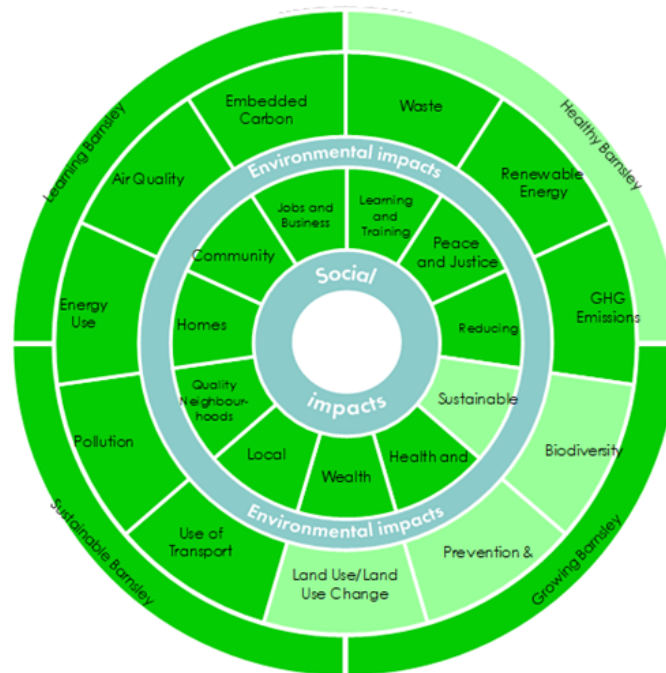 Learning Barnsley
Healthy Barnsley
Growing Barnsley
Sustainable Barnsley
Environmental impacts
Embedded
Carbon
Waste
Renewable
Energy
GHG
Emissions
Biodiversity
Prevention &
Land Use/Land
Use Change
Use of
Transport
Pollution
Energy
Use
Air Quality
Environmental impacts
Social
impacts
Jobs and
Business
Learning
and
Training
Peace
and Justice
Reducing
Sustainable
Health and
Wealth
Local
Quality
Neighbour-
hoods
Homes
Community